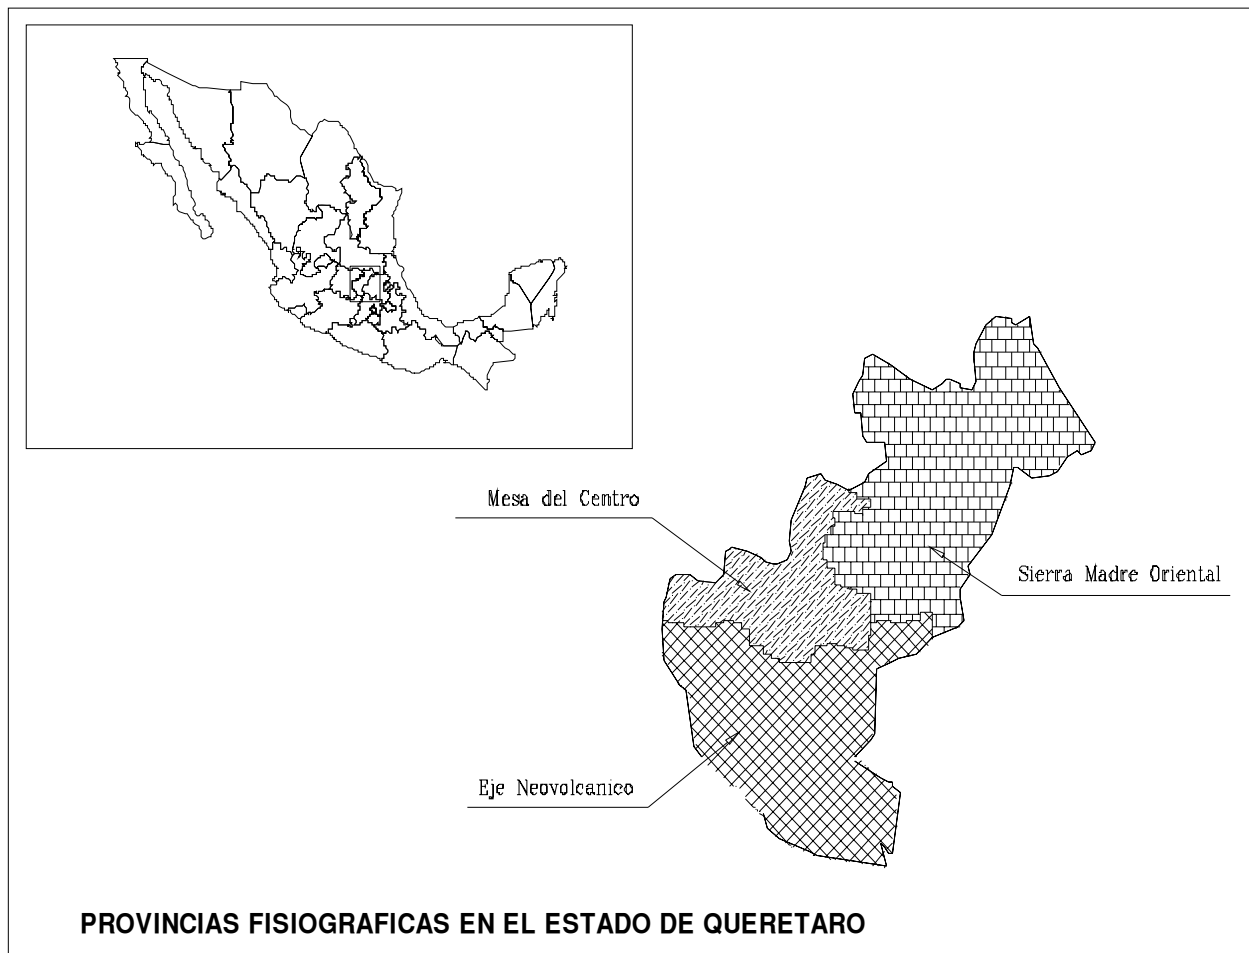 Mesa del Centro
Sierra Madre Oriental
Eje Neovolcanico
PROVINCIAS FISIOGRAFICAS EN EL ESTADO DE QUERETARO